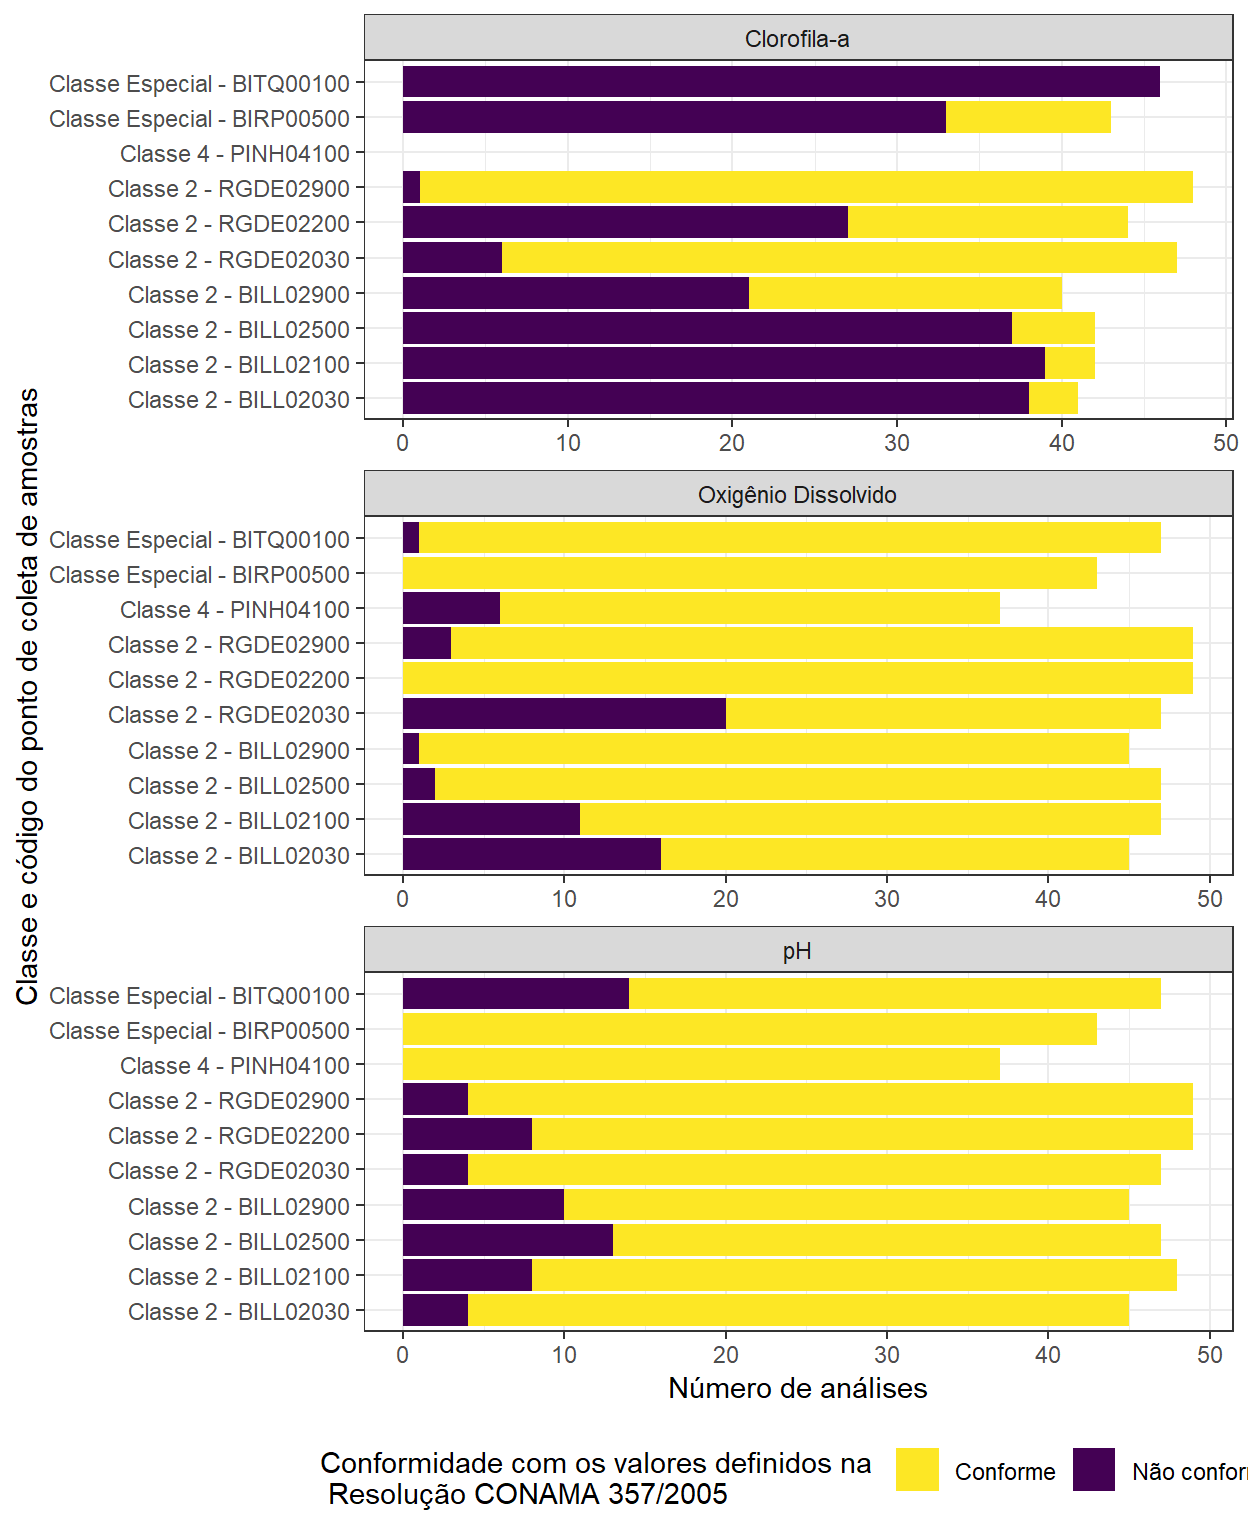 Clorofila-a
Classe Especial - BITQ00100
Classe Especial - BIRP00500
Classe 4 - PINH04100
Classe 2 - RGDE02900
Classe 2 - RGDE02200
Classe 2 - RGDE02030
Classe 2 - BILL02900
Classe 2 - BILL02500
Classe 2 - BILL02100
Classe 2 - BILL02030
0 10 20 30 40 50
Oxigênio Dissolvido
Classe Especial - BITQ00100
Classe Especial - BIRP00500
Classe 4 - PINH04100
Classe 2 - RGDE02900
Classe 2 - RGDE02200
Classe 2 - RGDE02030
Classe 2 - BILL02900
Classe 2 - BILL02500
Classe 2 - BILL02100
Classe 2 - BILL02030
0 10 20 30 40 50
pH
Classe Especial - BITQ00100
Classe Especial - BIRP00500
Classe 4 - PINH04100
Classe 2 - RGDE02900
Classe 2 - RGDE02200
Classe 2 - RGDE02030
Classe 2 - BILL02900
Classe 2 - BILL02500
Classe 2 - BILL02100
Classe 2 - BILL02030
0 10 20 30 40 50
Número de análises
Classe e código do ponto de coleta de amostras
Conformidade com os valores definidos na
Resolução CONAMA 357/2005
Conforme
Não confor